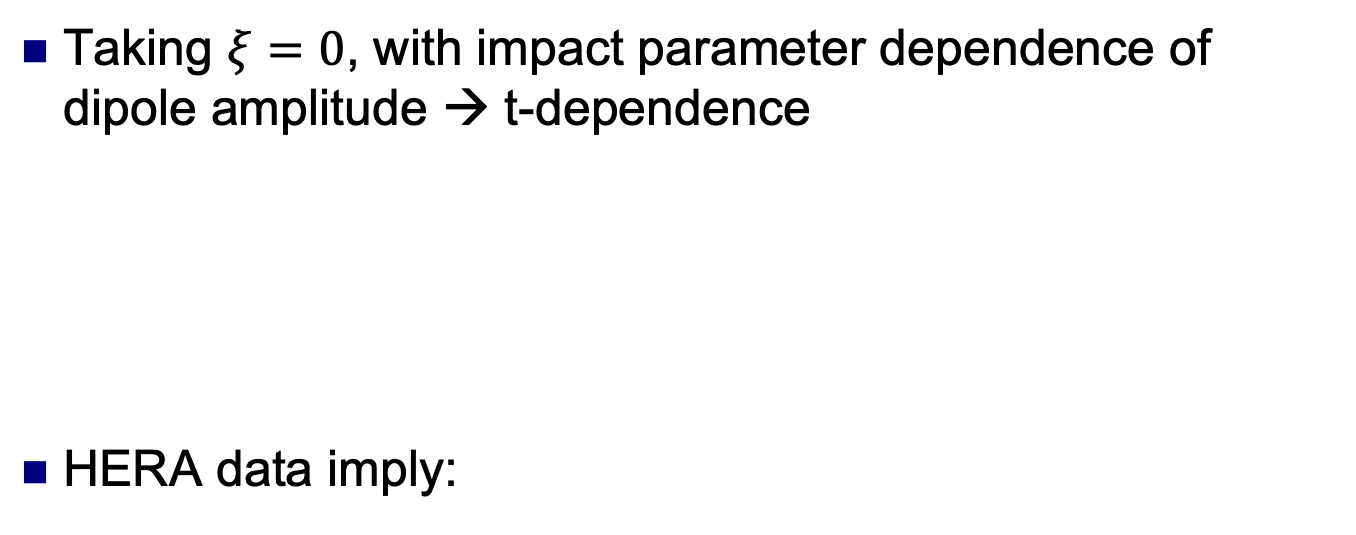 ▪ Taking ξ = 0, with impact parameter dependence of
dipole amplitude → t-dependence
▪ HERA data imply: